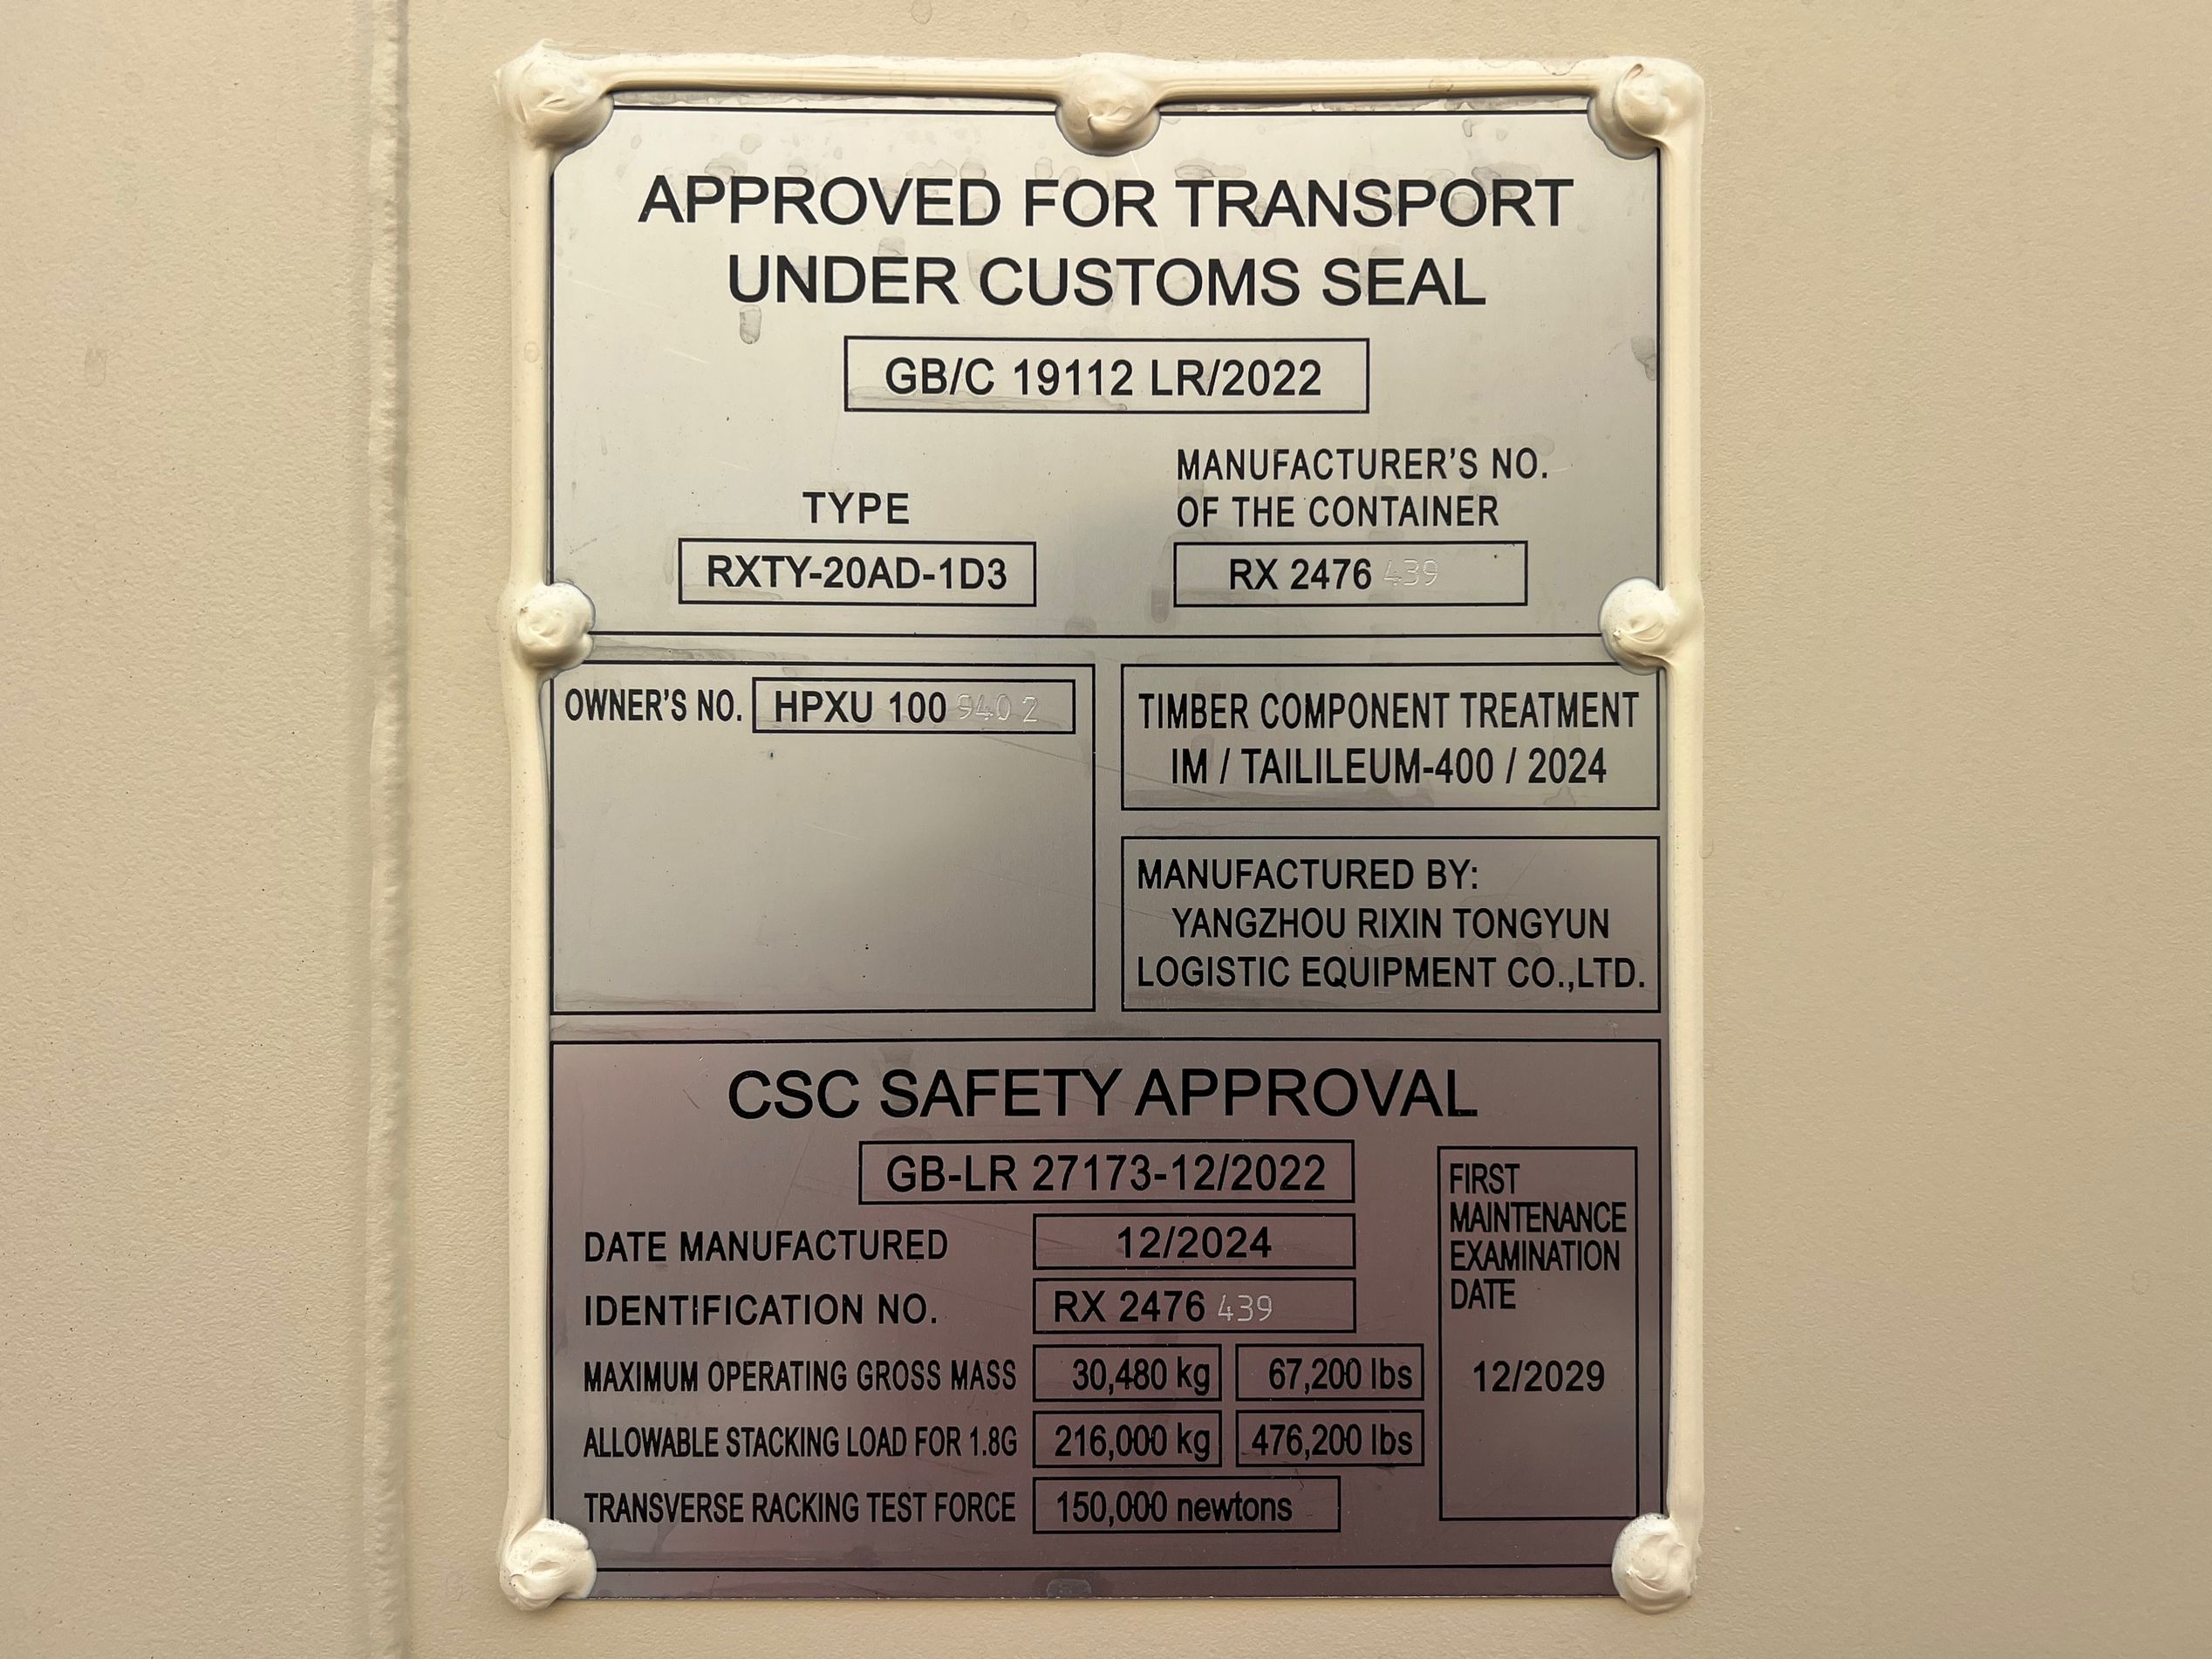 APPROVED FOR TRANSPORT
UNDER CUSTOMS SEAL
GB/C 19112 LR/2022
TYPE
RXTY-20AD-1D3
MANUFACTURER'S NO.
OF THE CONTAINER
RX 2476 439
OWNER'S NO. HPXU 100 940 2
TIMBER COMPONENT TREATMENT
IM / TAILILEUM-400 / 2024
MANUFACTURED BY:
YANGZHOU RIXIN TONGYUN
LOGISTIC EQUIPMENT CO.,LTD.
CSC SAFETY APPROVAL
GB-LR 27173-12/2022
DATE MANUFACTURED 12/2024
IDENTIFICATION NO. RX 2476 439
MAXIMUM OPERATING GROSS MASS 30,480 kg 67,200 lbs
ALLOWABLE STACKING LOAD FOR 1.8G 216,000 kg 476,200 lbs
TRANSVERSE RACKING TEST FORCE 150,000 newtons
FIRST
MAINTENANCE
EXAMINATION
DATE
12/2029